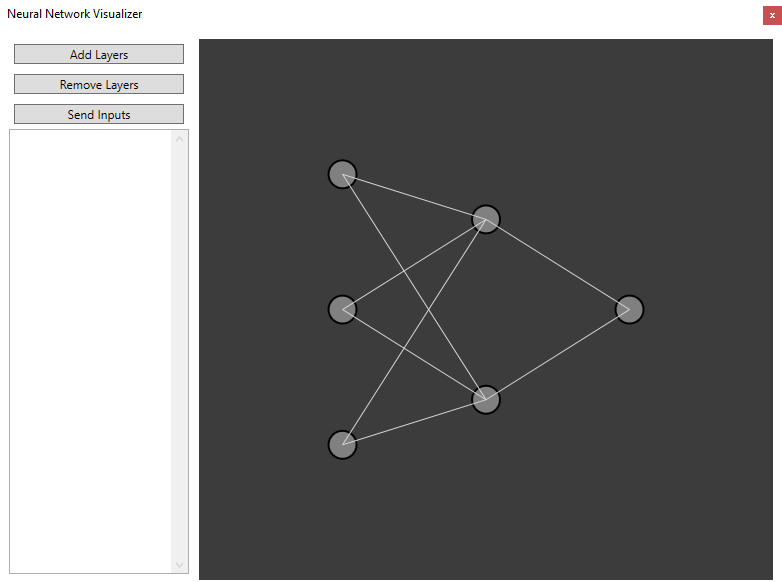 Neural Network Visualizer
x
Add Layers
Remove Layers
Send Inputs